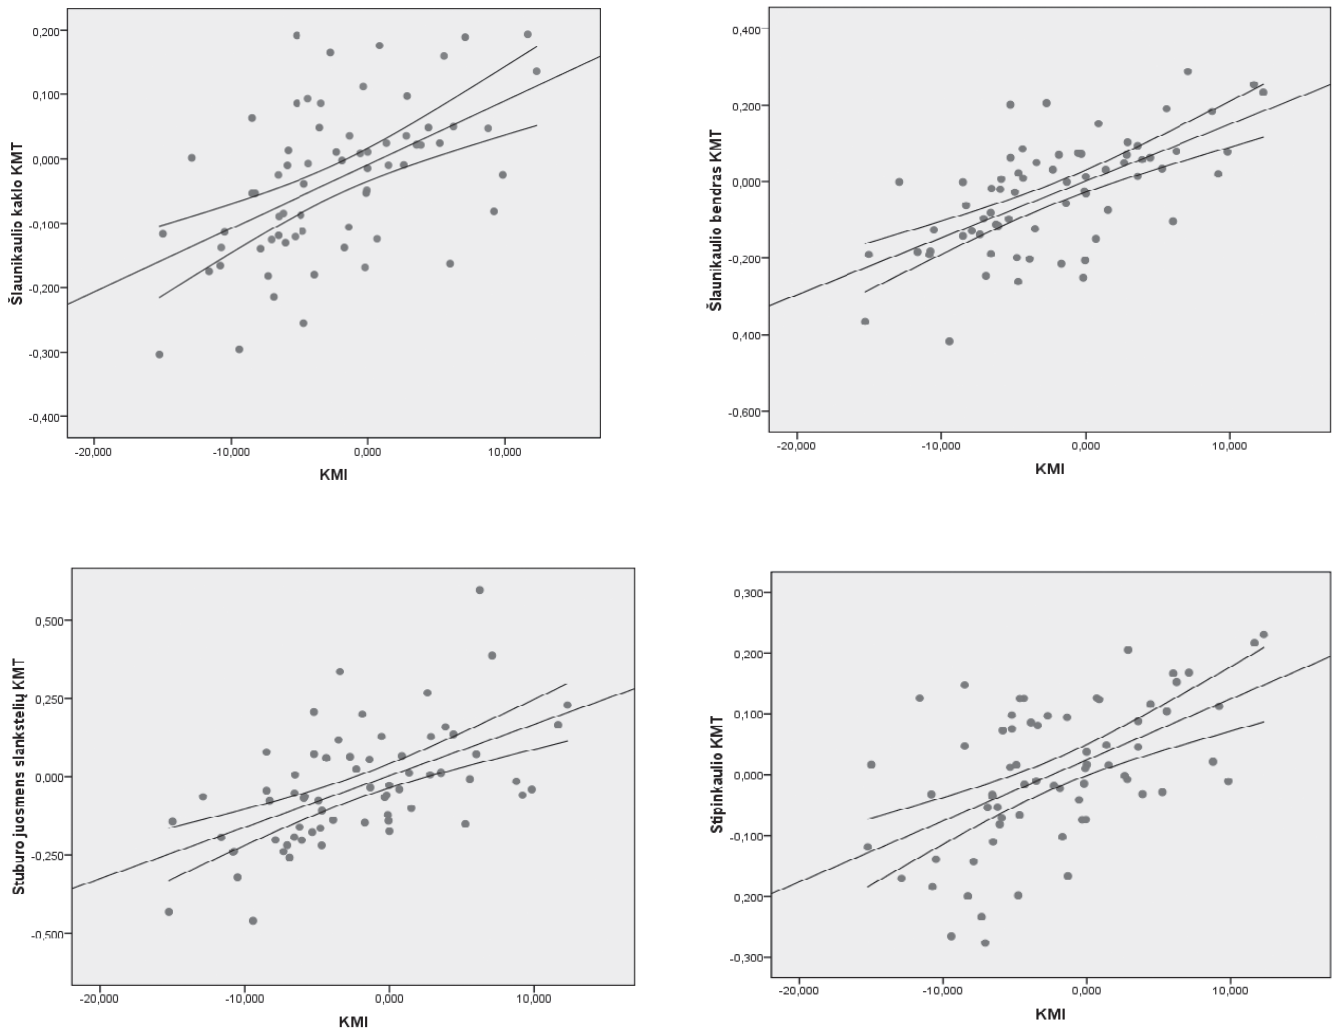 0,200
0,100
0,000
-0,100
-0,200
-0,300
-0,400
Šlaunikaulio kaklo KMT
-20,000 -10,000 0,000 10,000
KMI
0,400
0,200
0,000
-0,200
0,400
-0,600
Šlaunikaulio bendras KMT
-20,000 -10,000 0,000 10,000
KMI
0,500
0,250
0,000
-0,250
-0,500
Stuburo juosmens slankstelių KMT
-20,000 -10,000 0,000 10,000
KMI
0,300
0,200
0,100
0,000
-0,100
0,200
-0,300
Stipinkaulio KMT
-20,000 -10,000 0,000 10,000
KMI